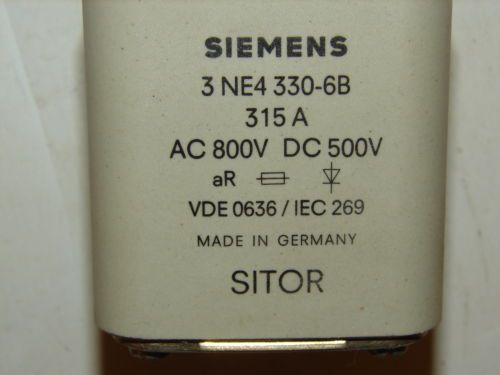 SIEMENS
3 NE4 330-6B
315 A
AC 800V DC 500V
aR
VDE 0636 / IEC 269
MADE IN GERMANY
SITOR